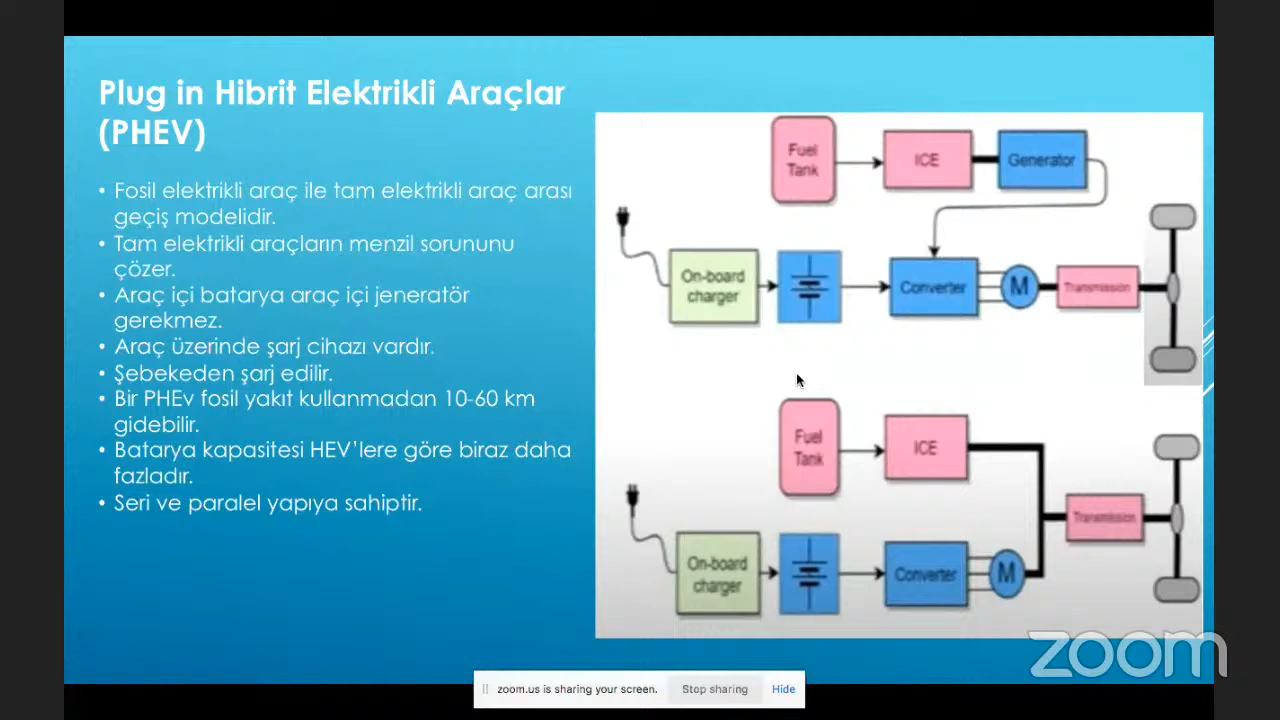 Plug in Hibrit Elektrikli Araçlar
(PHEV)
• Fosil elektrikli araç ile tam elektrikli araç arası
geçiş modelidir.
• Tam elektrikli araçların menzil sorununu
çözer.
• Araç içi batarya araç içi jeneratör
gerekmez.
• Araç üzerinde şarj cihazı vardır.
• Şebekeden şarj edilir.
• Bir PHEv fosil yakıt kullanmadan 10-60 km
gidebilir.
• Batarya kapasitesi HEV'lere göre biraz daha
fazladır.
• Seri ve paralel yapıya sahiptir.
Fuel
Tank
ICE
Generator
On-board
charger
Converter
M
Transmission
Fuel
Tank
ICE
On-board
charger
Converter
M
Transmission
zoom
zoom.us is sharing your screen.
Stop sharing
Hide